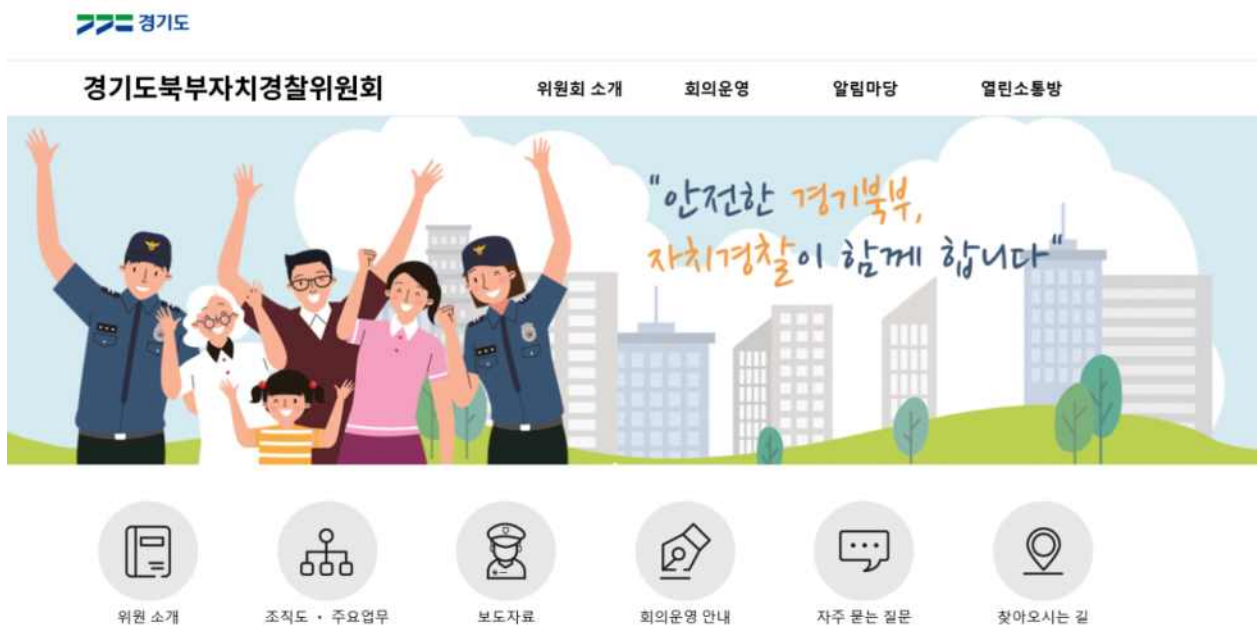 경기도
경기도북부자치경찰위원회
위원회 소개 회의운영 알림마당 열린소통방
"안전한 경기북부,
자치경찰이 함께 합니다"
위원 소개 조직도 · 주요업무 보도자료 회의운영 안내 자주 묻는 질문 찾아오시는 길